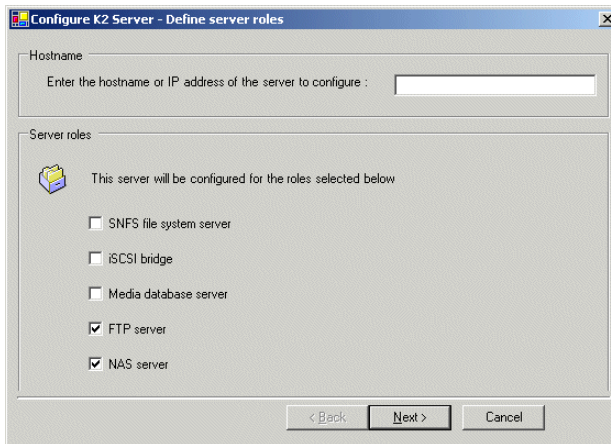 Configure K2 Server - Define server roles
Hostname
Enter the hostname or IP address of the server to configure :
Server roles
This server will be configured for the roles selected below
SNFS file system server
iSCSI bridge
Media database server
FTP server
NAS server
< Back
Next >
Cancel